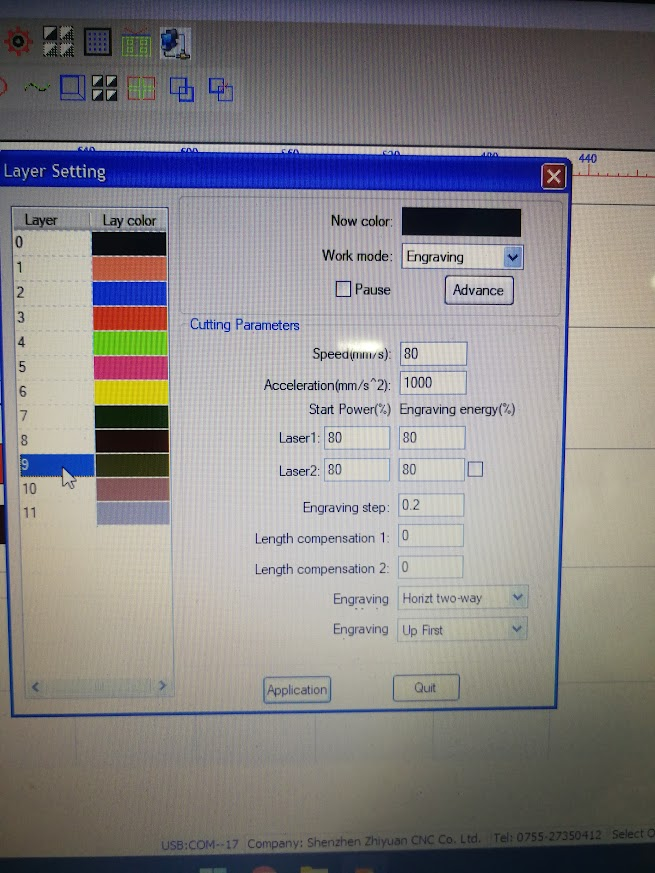 440
Layer Setting
Layer Lay color
0
1
2
3
4
5
6
7
8
9
10
11
Now color:
Work mode: Engraving
Pause Advance
Cutting Parameters
Speed(mm/s): 80
Acceleration(mm/s^2): 1000
Start Power(%) Engraving energy(%)
Laser1: 80 80
Laser2: 80 80
Engraving step: 0.2
Length compensation 1: 0
Length compensation 2: 0
Engraving Horizt two-way
Engraving Up First
Application Quit
USB:COM--17 Company: Shenzhen Zhiyuan CNC Co. Ltd. Tel: 0755-27350412 Select